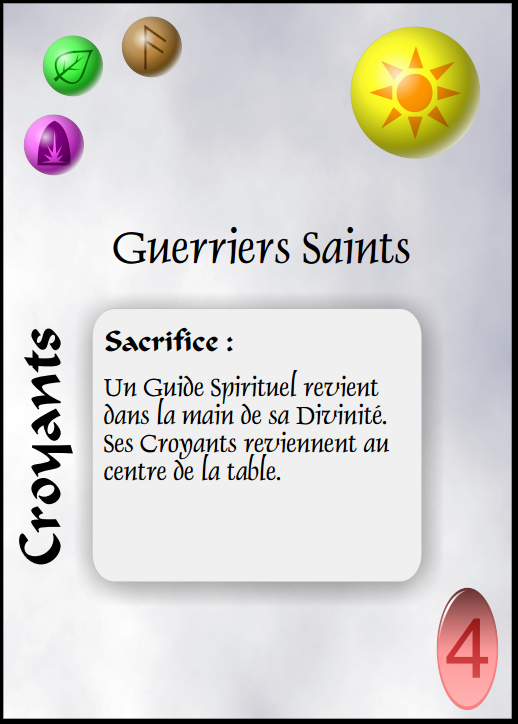 Guerriers Saints
Croyants
Sacrifice :
Un Guide Spirituel revient
dans la main de sa Divinité.
Ses Croyants reviennent au
centre de la table.
4